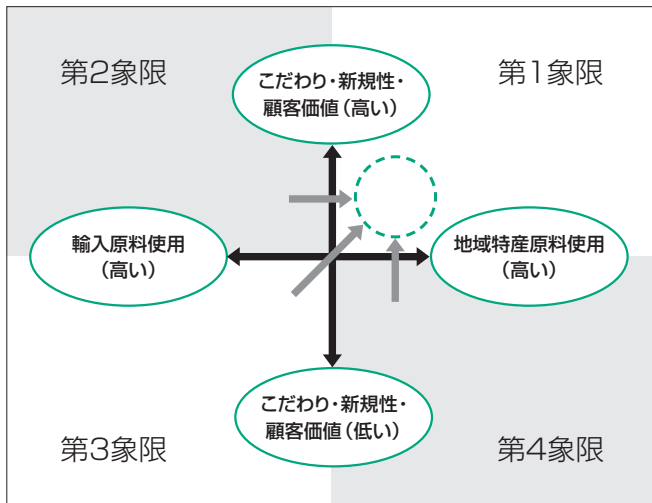 第2象限
こだわり・新規性・
顧客価値(高い)
第1象限
輸入原料使用
(高い)
地域特産原料使用
(高い)
第3象限
こだわり・新規性・
顧客価値(低い)
第4象限